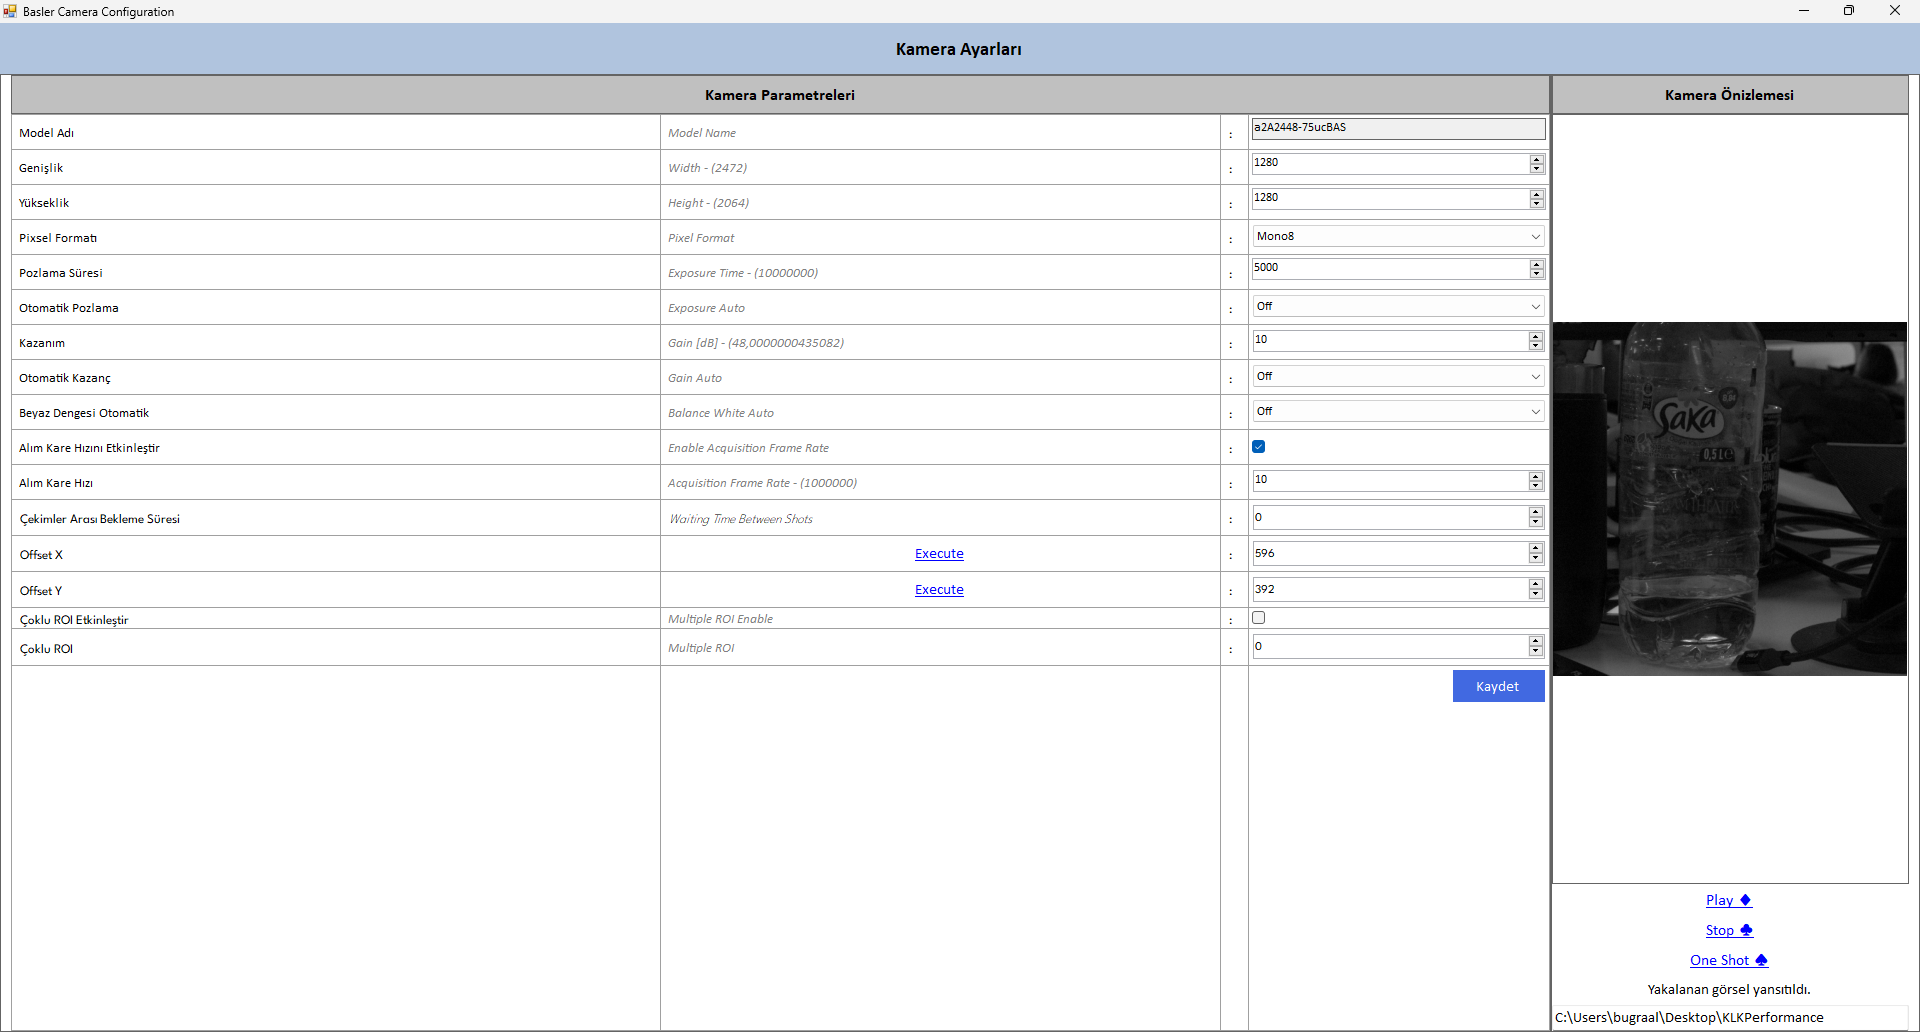 Basler Camera Configuration
Kamera Ayarları
Kamera Parametreleri
Kamera Önizlemesi
Model Adı Model Name : a2A2448-75ucBAS
Genişlik Width - (2472) : 1280
Yükseklik Height - (2064) : 1280
Pixsel Formatı Pixel Format : Mono8
Pozlama Süresi Exposure Time - (10000000) : 5000
Otomatik Pozlama Exposure Auto : Off
Kazanım Gain [dB] - (48,0000000435082) : 10
Otomatik Kazanç Gain Auto : Off
Beyaz Dengesi Otomatik Balance White Auto : Off
Alım Kare Hızını Etkinleştir Enable Acquisition Frame Rate :
Alım Kare Hızı Acquisition Frame Rate - (1000000) : 10
Çekimler Arası Bekleme Süresi Waiting Time Between Shots : 0
Offset X Execute : 596
Offset Y Execute : 392
Çoklu ROI Etkinleştir Multiple ROI Enable :
Çoklu ROI Multiple ROI : 0
Kaydet
Saka
0,5 L e
Play ♦
Stop ♣
One Shot ♠
Yakalanan görsel yansıtıldı.
C:\Users\bugraal\Desktop\KLKPerformance